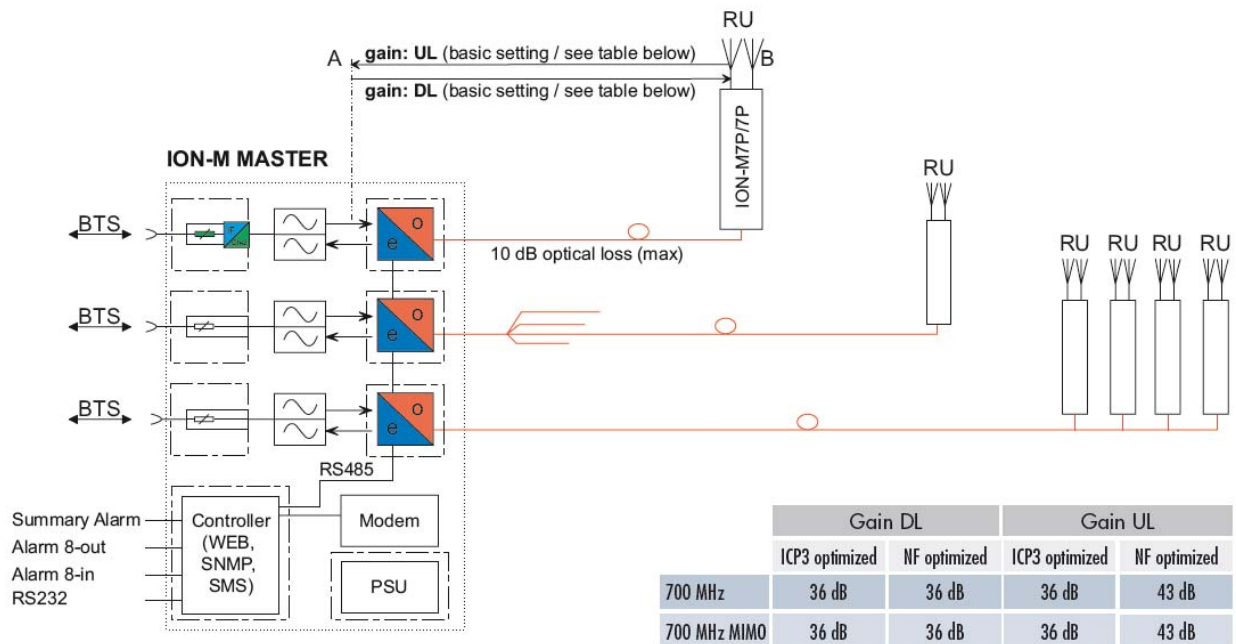 RU
A
gain: UL (basic setting / see table below)
B
gain: DL (basic setting / see table below)
ION-M7P/7P
ION-M MASTER
RU
BTS
o
e
10 dB optical loss (max)
RU RU RU RU
BTS
o
e
BTS
o
e
RS485
Summary Alarm
Alarm 8-out
Alarm 8-in
RS232
Controller
(WEB,
SNMP,
SMS)
Modem
PSU
Gain DL Gain UL
ICP3 optimized NF optimized ICP3 optimized NF optimized
700 MHz 36 dB 36 dB 36 dB 43 dB
700 MHz MIMO 36 dB 36 dB 36 dB 43 dB